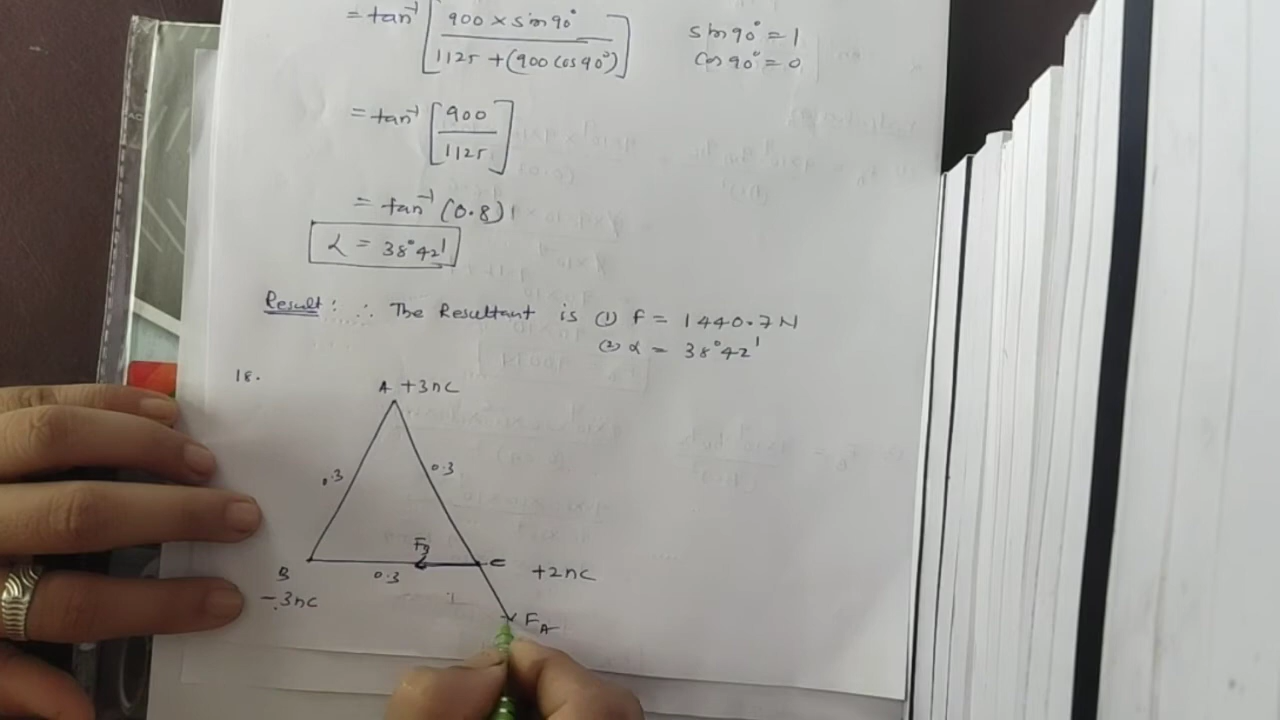 = tan⁻¹ [ 900 × sin 90° / 1125 + (900 cos 90°) ] sin 90° = 1
cos 90° = 0
= tan⁻¹ [ 900 / 1125 ]
= tan⁻¹ (0.8)
α = 38°42'
Result: ∴ The Resultant is (1) F = 1440.7 N
(2) α = 38°42'
18.
A +3nC
0.3 0.3
F_B
B 0.3 C +2nC
-3nC
F_A